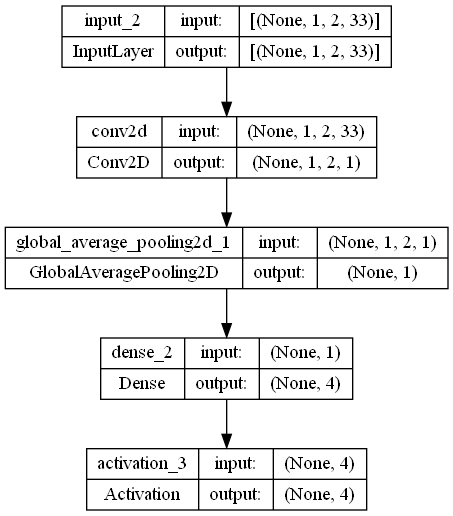 input_2 input: [(None, 1, 2, 33)]
InputLayer output: [(None, 1, 2, 33)]
conv2d input: (None, 1, 2, 33)
Conv2D output: (None, 1, 2, 1)
global_average_pooling2d_1 input: (None, 1, 2, 1)
GlobalAveragePooling2D output: (None, 1)
dense_2 input: (None, 1)
Dense output: (None, 4)
activation_3 input: (None, 4)
Activation output: (None, 4)